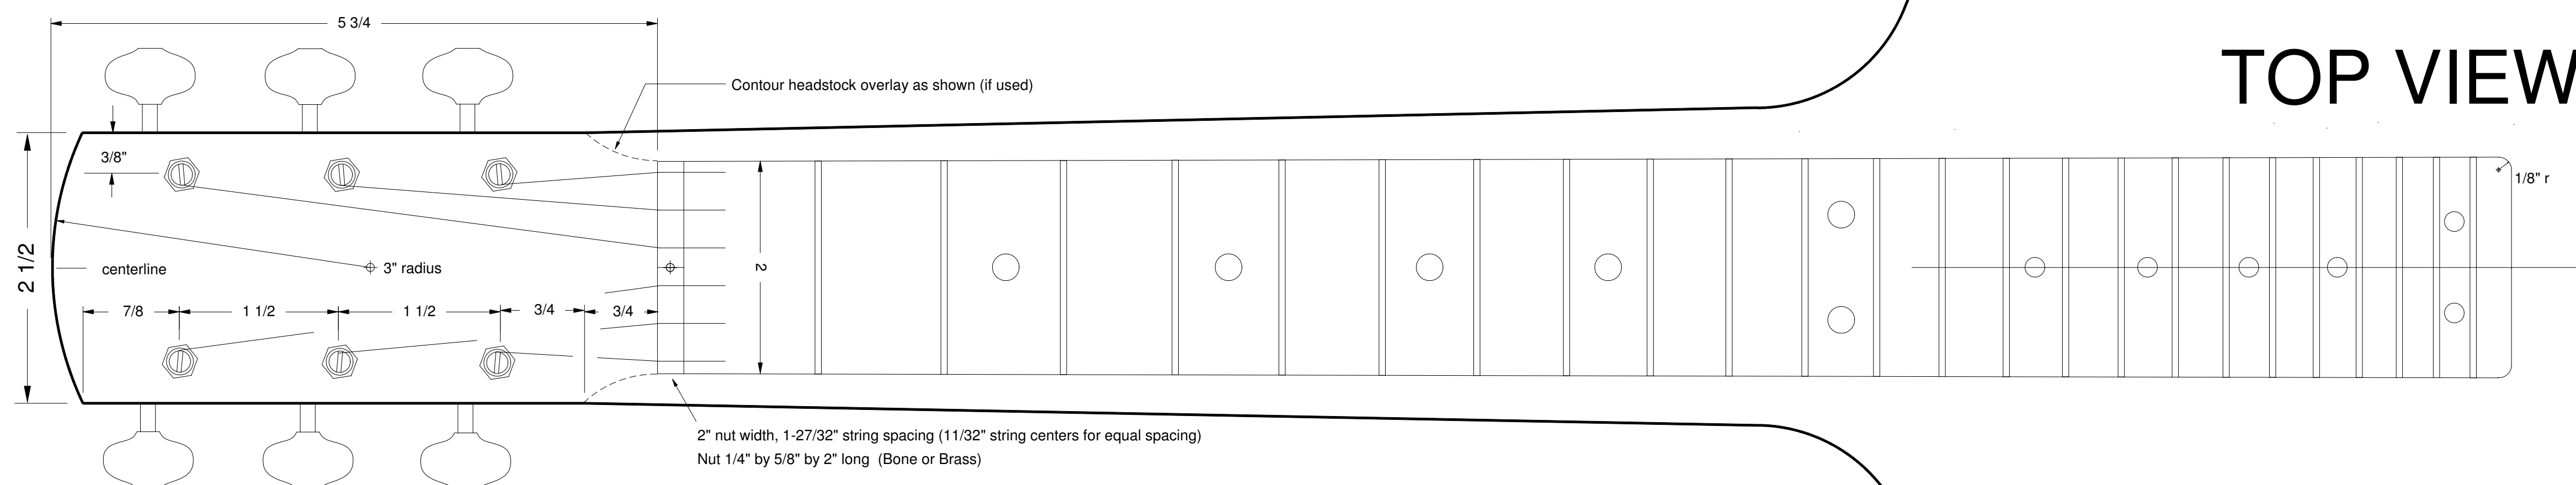 5 3/4
TOP VIEW
Contour headstock overlay as shown (if used)
3/8"
1/8" r
2 1/2
centerline
3" radius
2
7/8
1 1/2
1 1/2
3/4
3/4
2" nut width, 1-27/32" string spacing (11/32" string centers for equal spacing)
Nut 1/4" by 5/8" by 2" long (Bone or Brass)